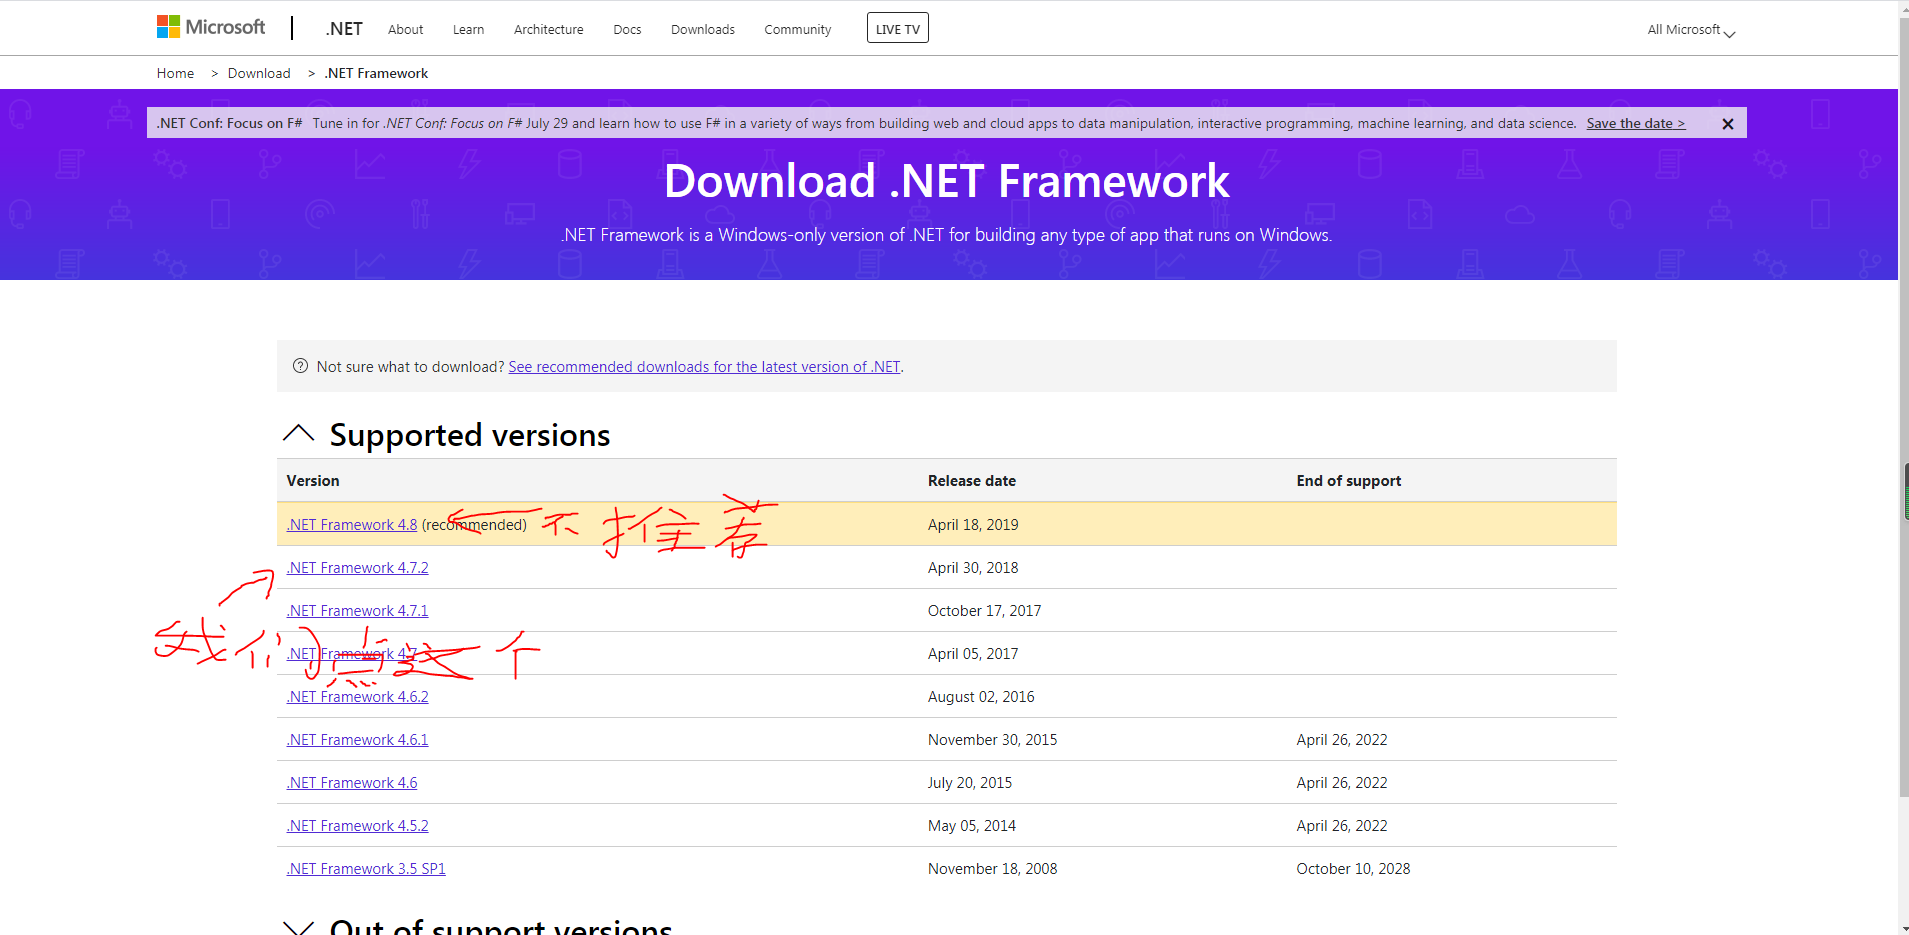 Microsoft | .NET About Learn Architecture Docs Downloads Community LIVE TV All Microsoft
Home > Download > .NET Framework
.NET Conf: Focus on F# Tune in for .NET Conf: Focus on F# July 29 and learn how to use F# in a variety of ways from building web and cloud apps to data manipulation, interactive programming, machine learning, and data science. Save the date >
Download .NET Framework
.NET Framework is a Windows-only version of .NET for building any type of app that runs on Windows.
Not sure what to download? See recommended downloads for the latest version of .NET.
Supported versions
Version Release date End of support
.NET Framework 4.8 (recommended) 不推荐 April 18, 2019
.NET Framework 4.7.2 April 30, 2018
.NET Framework 4.7.1 October 17, 2017
我们点这个
.NET Framework 4.7 April 05, 2017
.NET Framework 4.6.2 August 02, 2016
.NET Framework 4.6.1 November 30, 2015 April 26, 2022
.NET Framework 4.6 July 20, 2015 April 26, 2022
.NET Framework 4.5.2 May 05, 2014 April 26, 2022
.NET Framework 3.5 SP1 November 18, 2008 October 10, 2028
Out of support versions